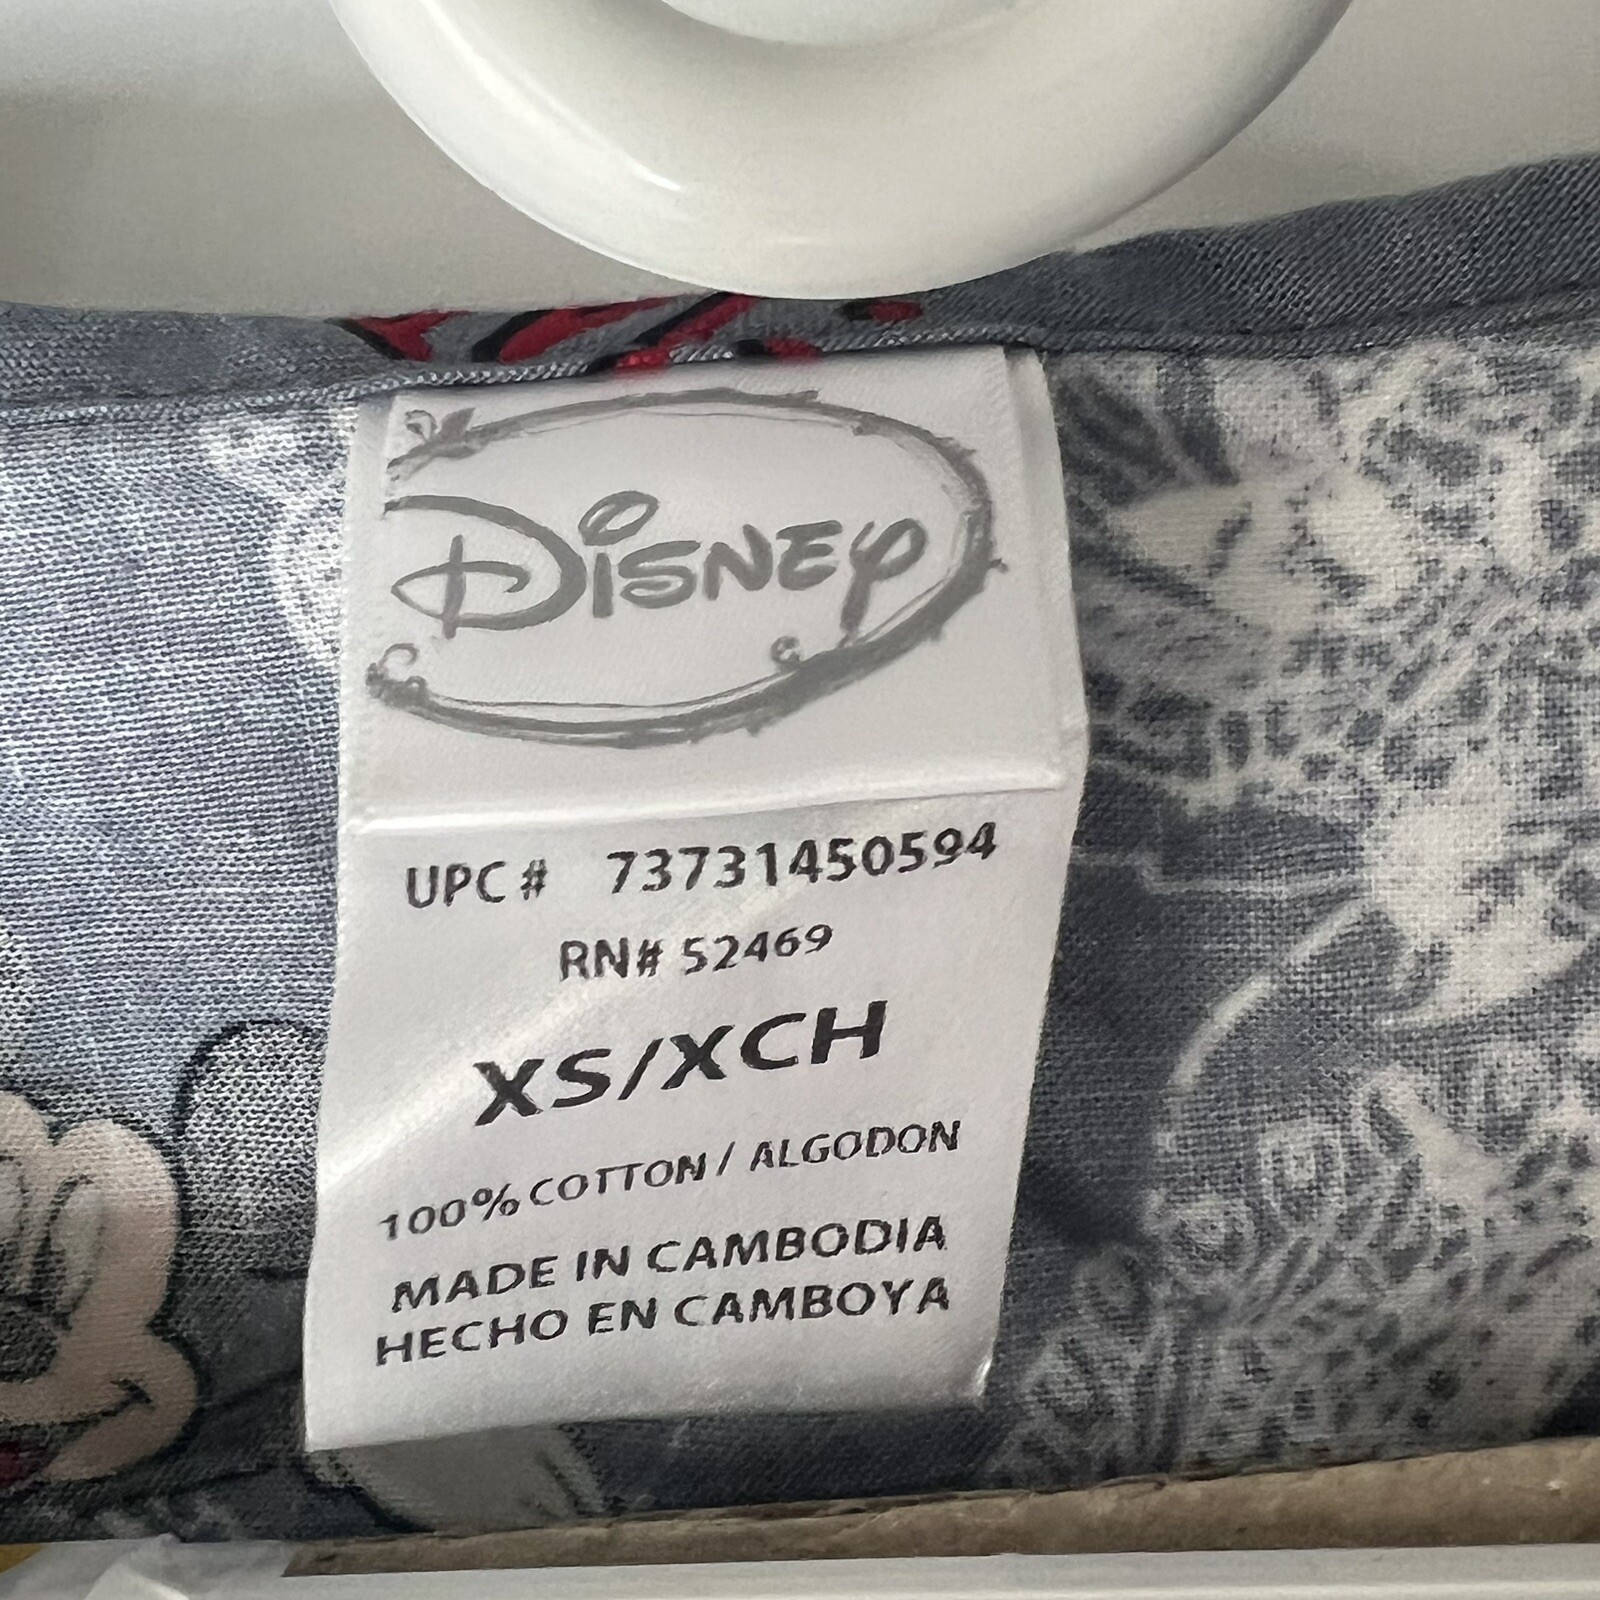 Disney
UPC # 73731450594
RN# 52469
XS/XCH
100% COTTON / ALGODON
MADE IN CAMBODIA
HECHO EN CAMBOYA